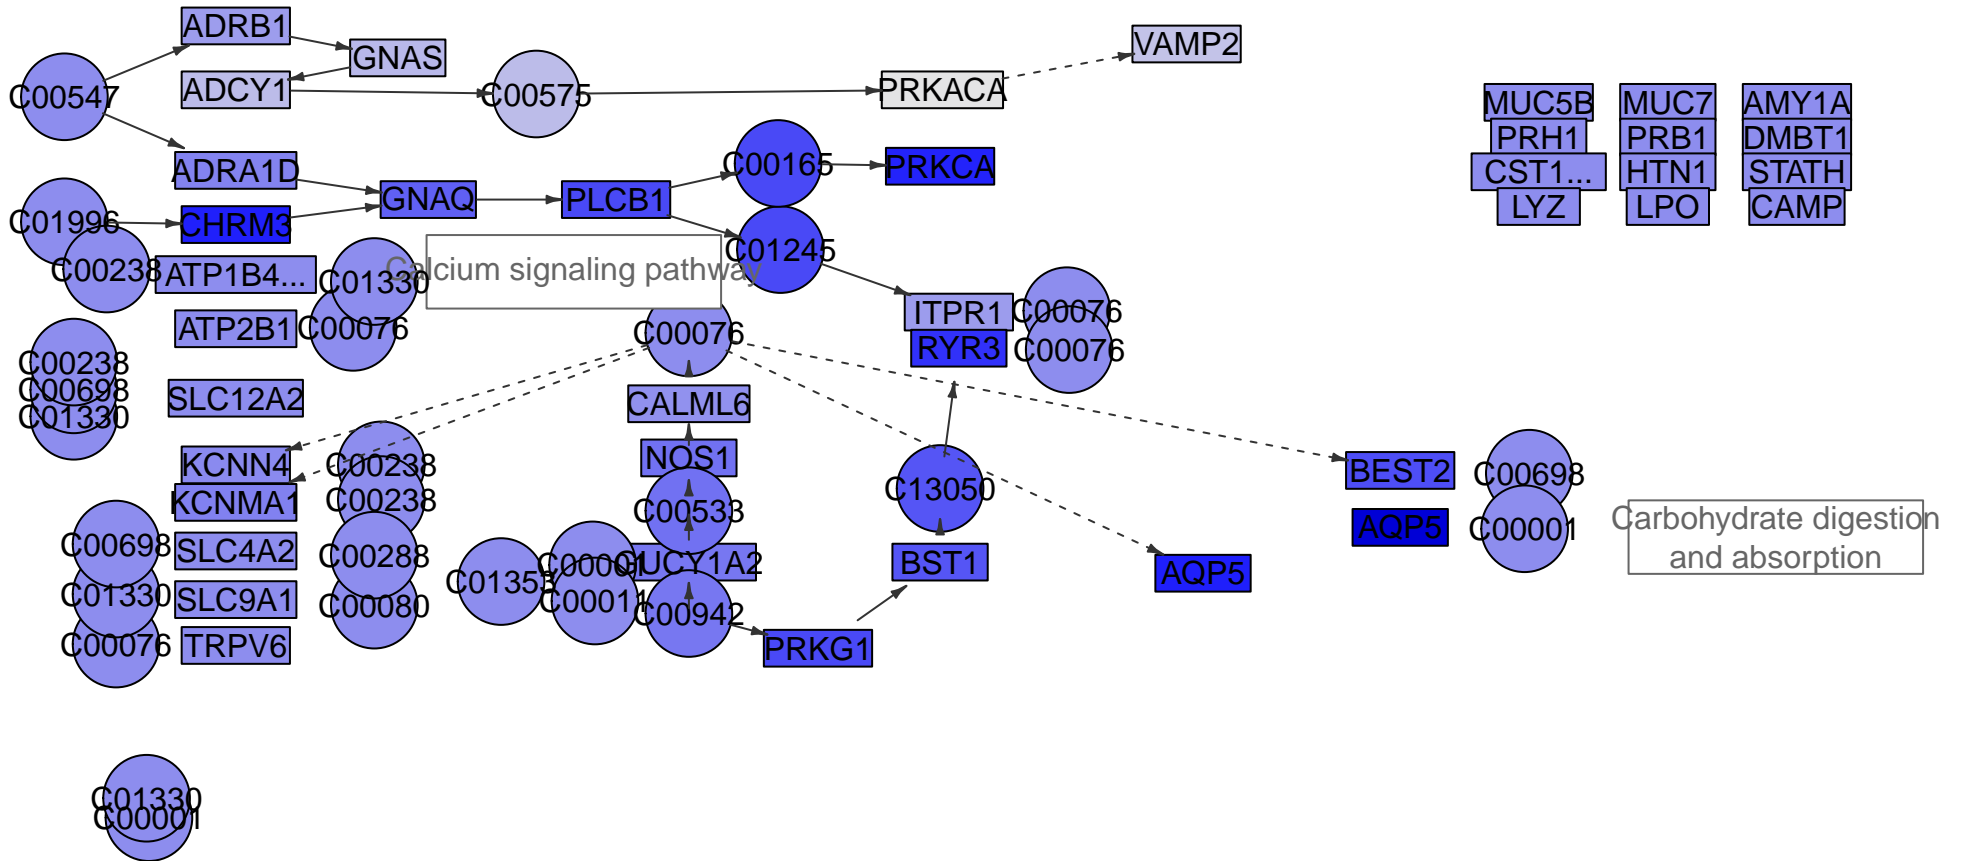 ADRB1
GNAS
VAMP2
C00547
ADCY1
C00575
PRKACA
MUC5B
MUC7
AMY1A
PRH1
PRB1
DMBT1
CST1...
HTN1
STATH
LYZ
LPO
CAMP
ADRA1D
C00165
PRKCA
GNAQ
PLCB1
C01996
CHRM3
C01245
C00238
ATP1B4...
C01330
Calcium signaling pathway
ATP2B1
C00076
C00076
ITPR1
C00076
RYR3
C00076
C00238
C00698
C01330
SLC12A2
CALML6
KCNN4
C00238
NOS1
BEST2
C00698
KCNMA1
C00238
C00533
C13050
AQP5
C00001
Carbohydrate digestion
and absorption
C00698
SLC4A2
C00288
C00001
GUCY1A2
BST1
AQP5
C01353
C01330
SLC9A1
C00080
C00011
C00942
C00076
TRPV6
PRKG1
C01330
C00001